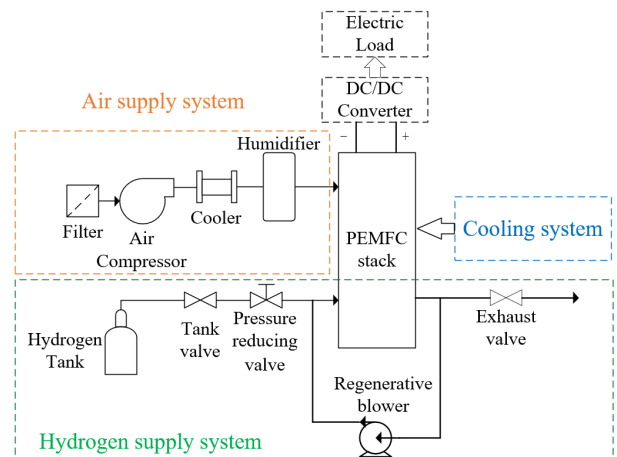 Electric
Load
DC/DC
Converter
− +
Air supply system
Humidifier
Filter
Air
Compressor
Cooler
PEMFC
stack
Cooling system
Hydrogen
Tank
Tank
valve
Pressure
reducing
valve
Exhaust
valve
Regenerative
blower
Hydrogen supply system